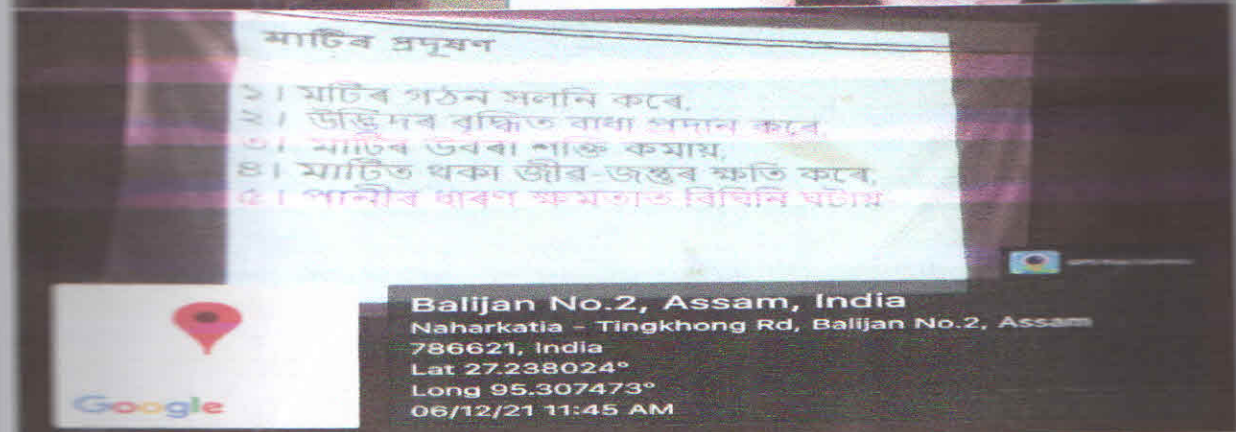 মাটিৰ প্ৰদূষণ
১। মটিৰ গঠন সলনি কৰে,
২। উদ্ভিদৰ বৃদ্ধিত বাধা প্ৰদান কৰে,
৩। মাটিৰ উৰ্বৰা শক্তি কমায়,
৪। মাটিত থকা জীৱ-জন্তুৰ ক্ষতি কৰে,
৫। পানীৰ ধাৰণ ক্ষমতাত বিঘিনি ঘটায়
Balijan No.2, Assam, India
Naharkatia - Tingkhong Rd, Balijan No.2, Assam
786621, India
Lat 27.238024°
Long 95.307473°
06/12/21 11:45 AM
Google